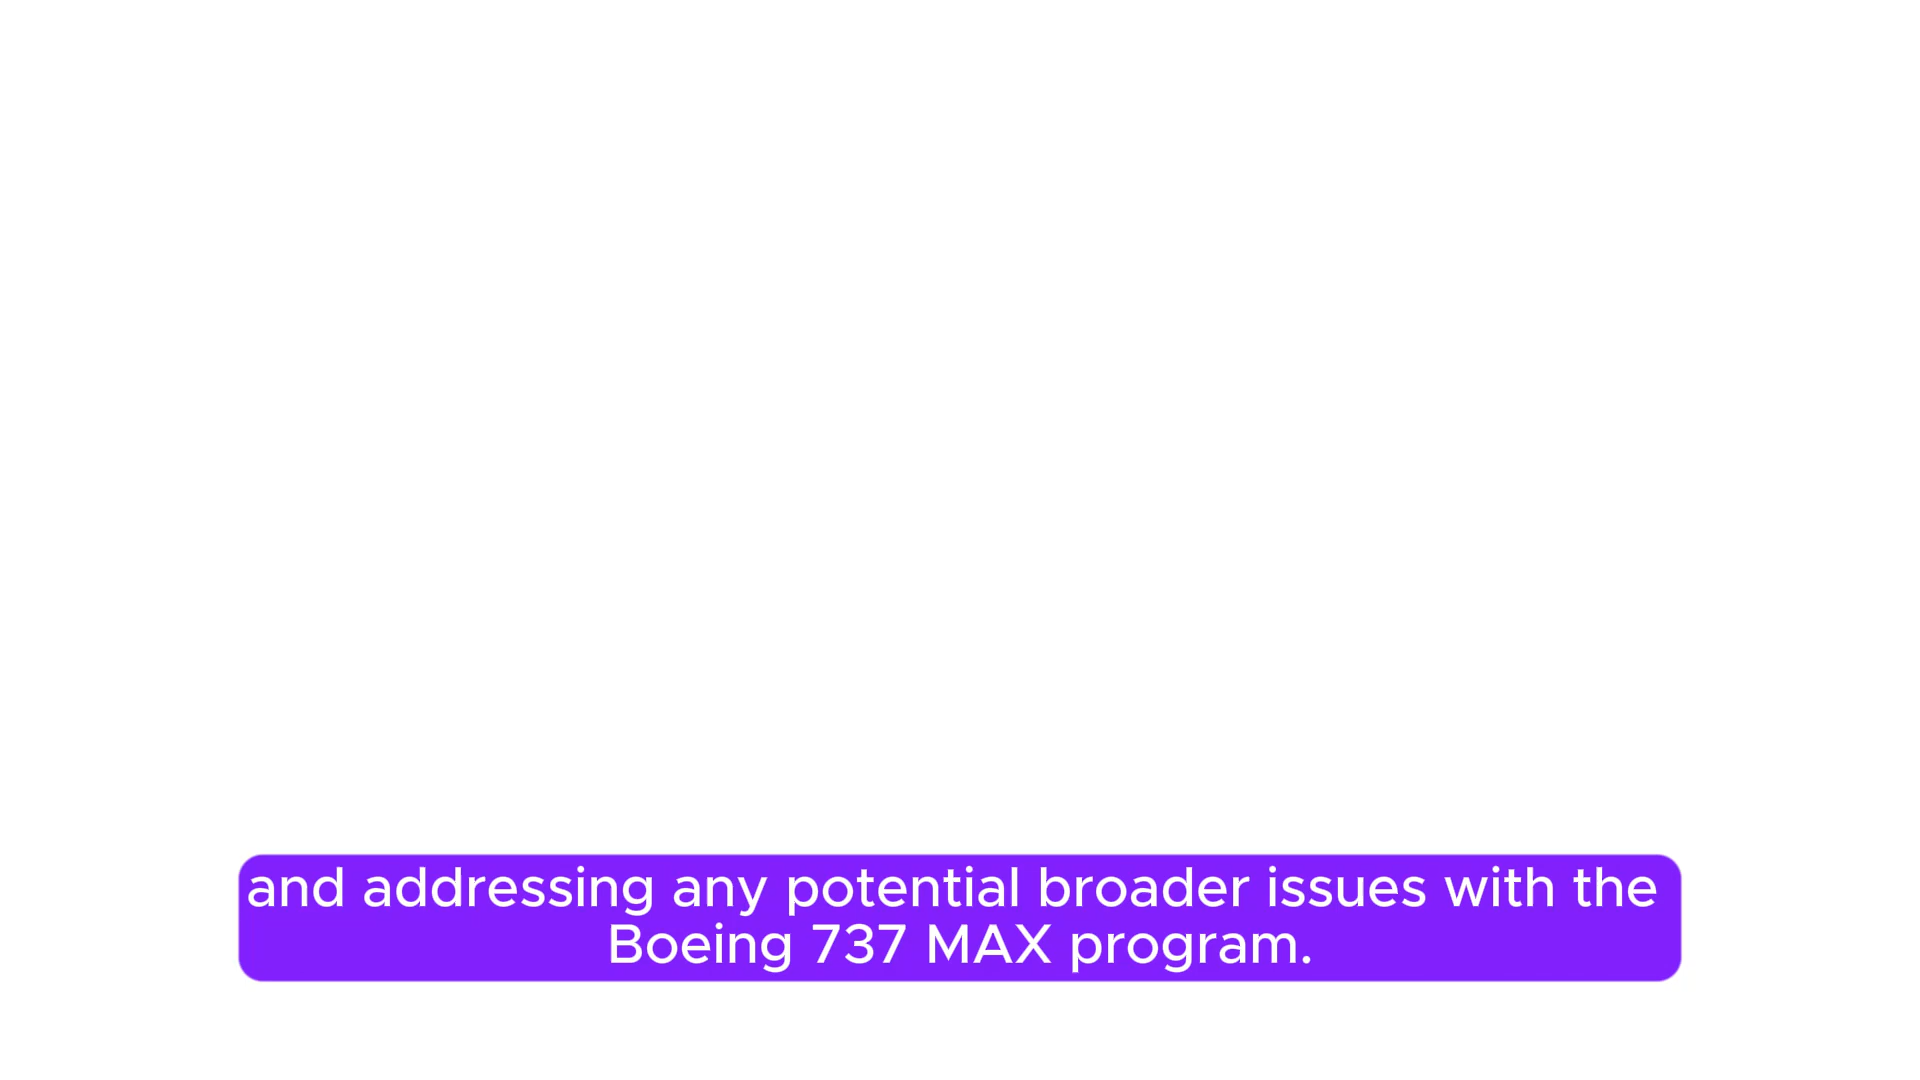 and addressing any potential broader issues with the
Boeing 737 MAX program.